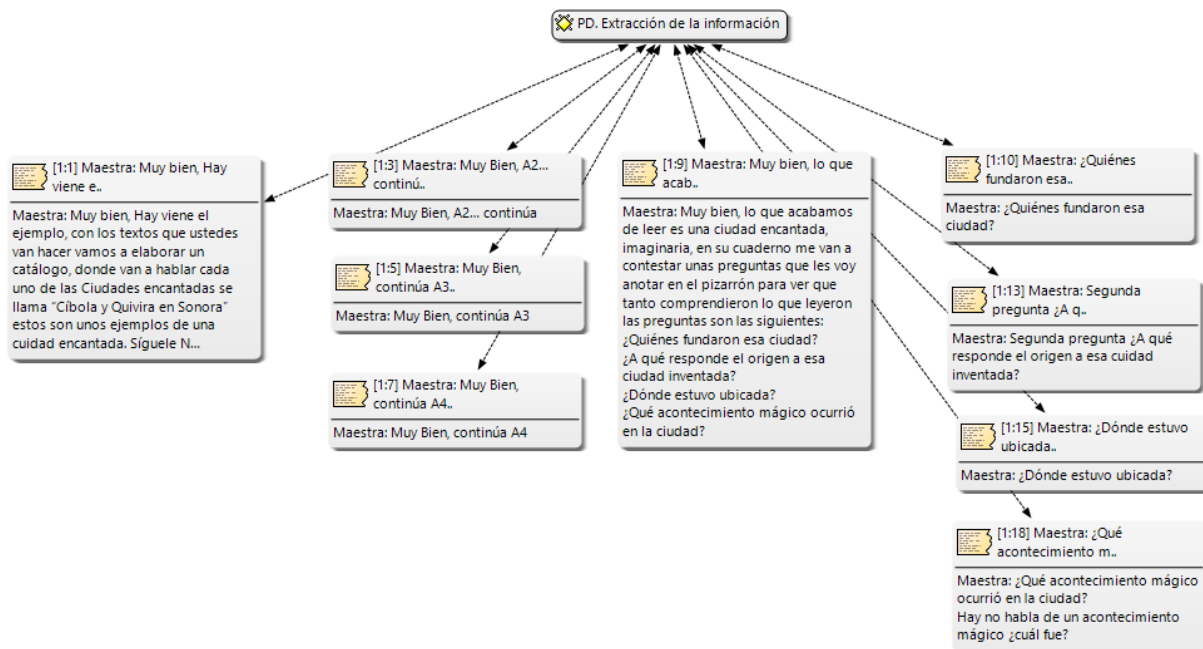 PD. Extracción de la información
[1:1] Maestra: Muy bien, Hay
viene e..
Maestra: Muy bien, Hay viene el
ejemplo, con los textos que ustedes
van hacer vamos a elaborar un
catálogo, donde van a hablar cada
uno de las Ciudades encantadas se
llama “Cíbola y Quivira en Sonora”
estos son unos ejemplos de una
cuidad encantada. Síguele N...
[1:3] Maestra: Muy Bien, A2...
continú..
Maestra: Muy Bien, A2... continúa
[1:5] Maestra: Muy Bien,
continúa A3..
Maestra: Muy Bien, continúa A3
[1:7] Maestra: Muy Bien,
continúa A4..
Maestra: Muy Bien, continúa A4
[1:9] Maestra: Muy bien, lo que
acab..
Maestra: Muy bien, lo que acabamos
de leer es una ciudad encantada,
imaginaria, en su cuaderno me van a
contestar unas preguntas que les voy
anotar en el pizarrón para ver que
tanto comprendieron lo que leyeron
las preguntas son las siguientes:
¿Quiénes fundaron esa ciudad?
¿A qué responde el origen a esa
ciudad inventada?
¿Dónde estuvo ubicada?
¿Qué acontecimiento mágico ocurrió
en la ciudad?
[1:10] Maestra: ¿Quiénes
fundaron esa..
Maestra: ¿Quiénes fundaron esa
ciudad?
[1:13] Maestra: Segunda
pregunta ¿A q..
Maestra: Segunda pregunta ¿A qué
responde el origen a esa cuidad
inventada?
[1:15] Maestra: ¿Dónde estuvo
ubicada..
Maestra: ¿Dónde estuvo ubicada?
[1:18] Maestra: ¿Qué
acontecimiento m..
Maestra: ¿Qué acontecimiento mágico
ocurrió en la ciudad?
Hay no habla de un acontecimiento
mágico ¿cuál fue?